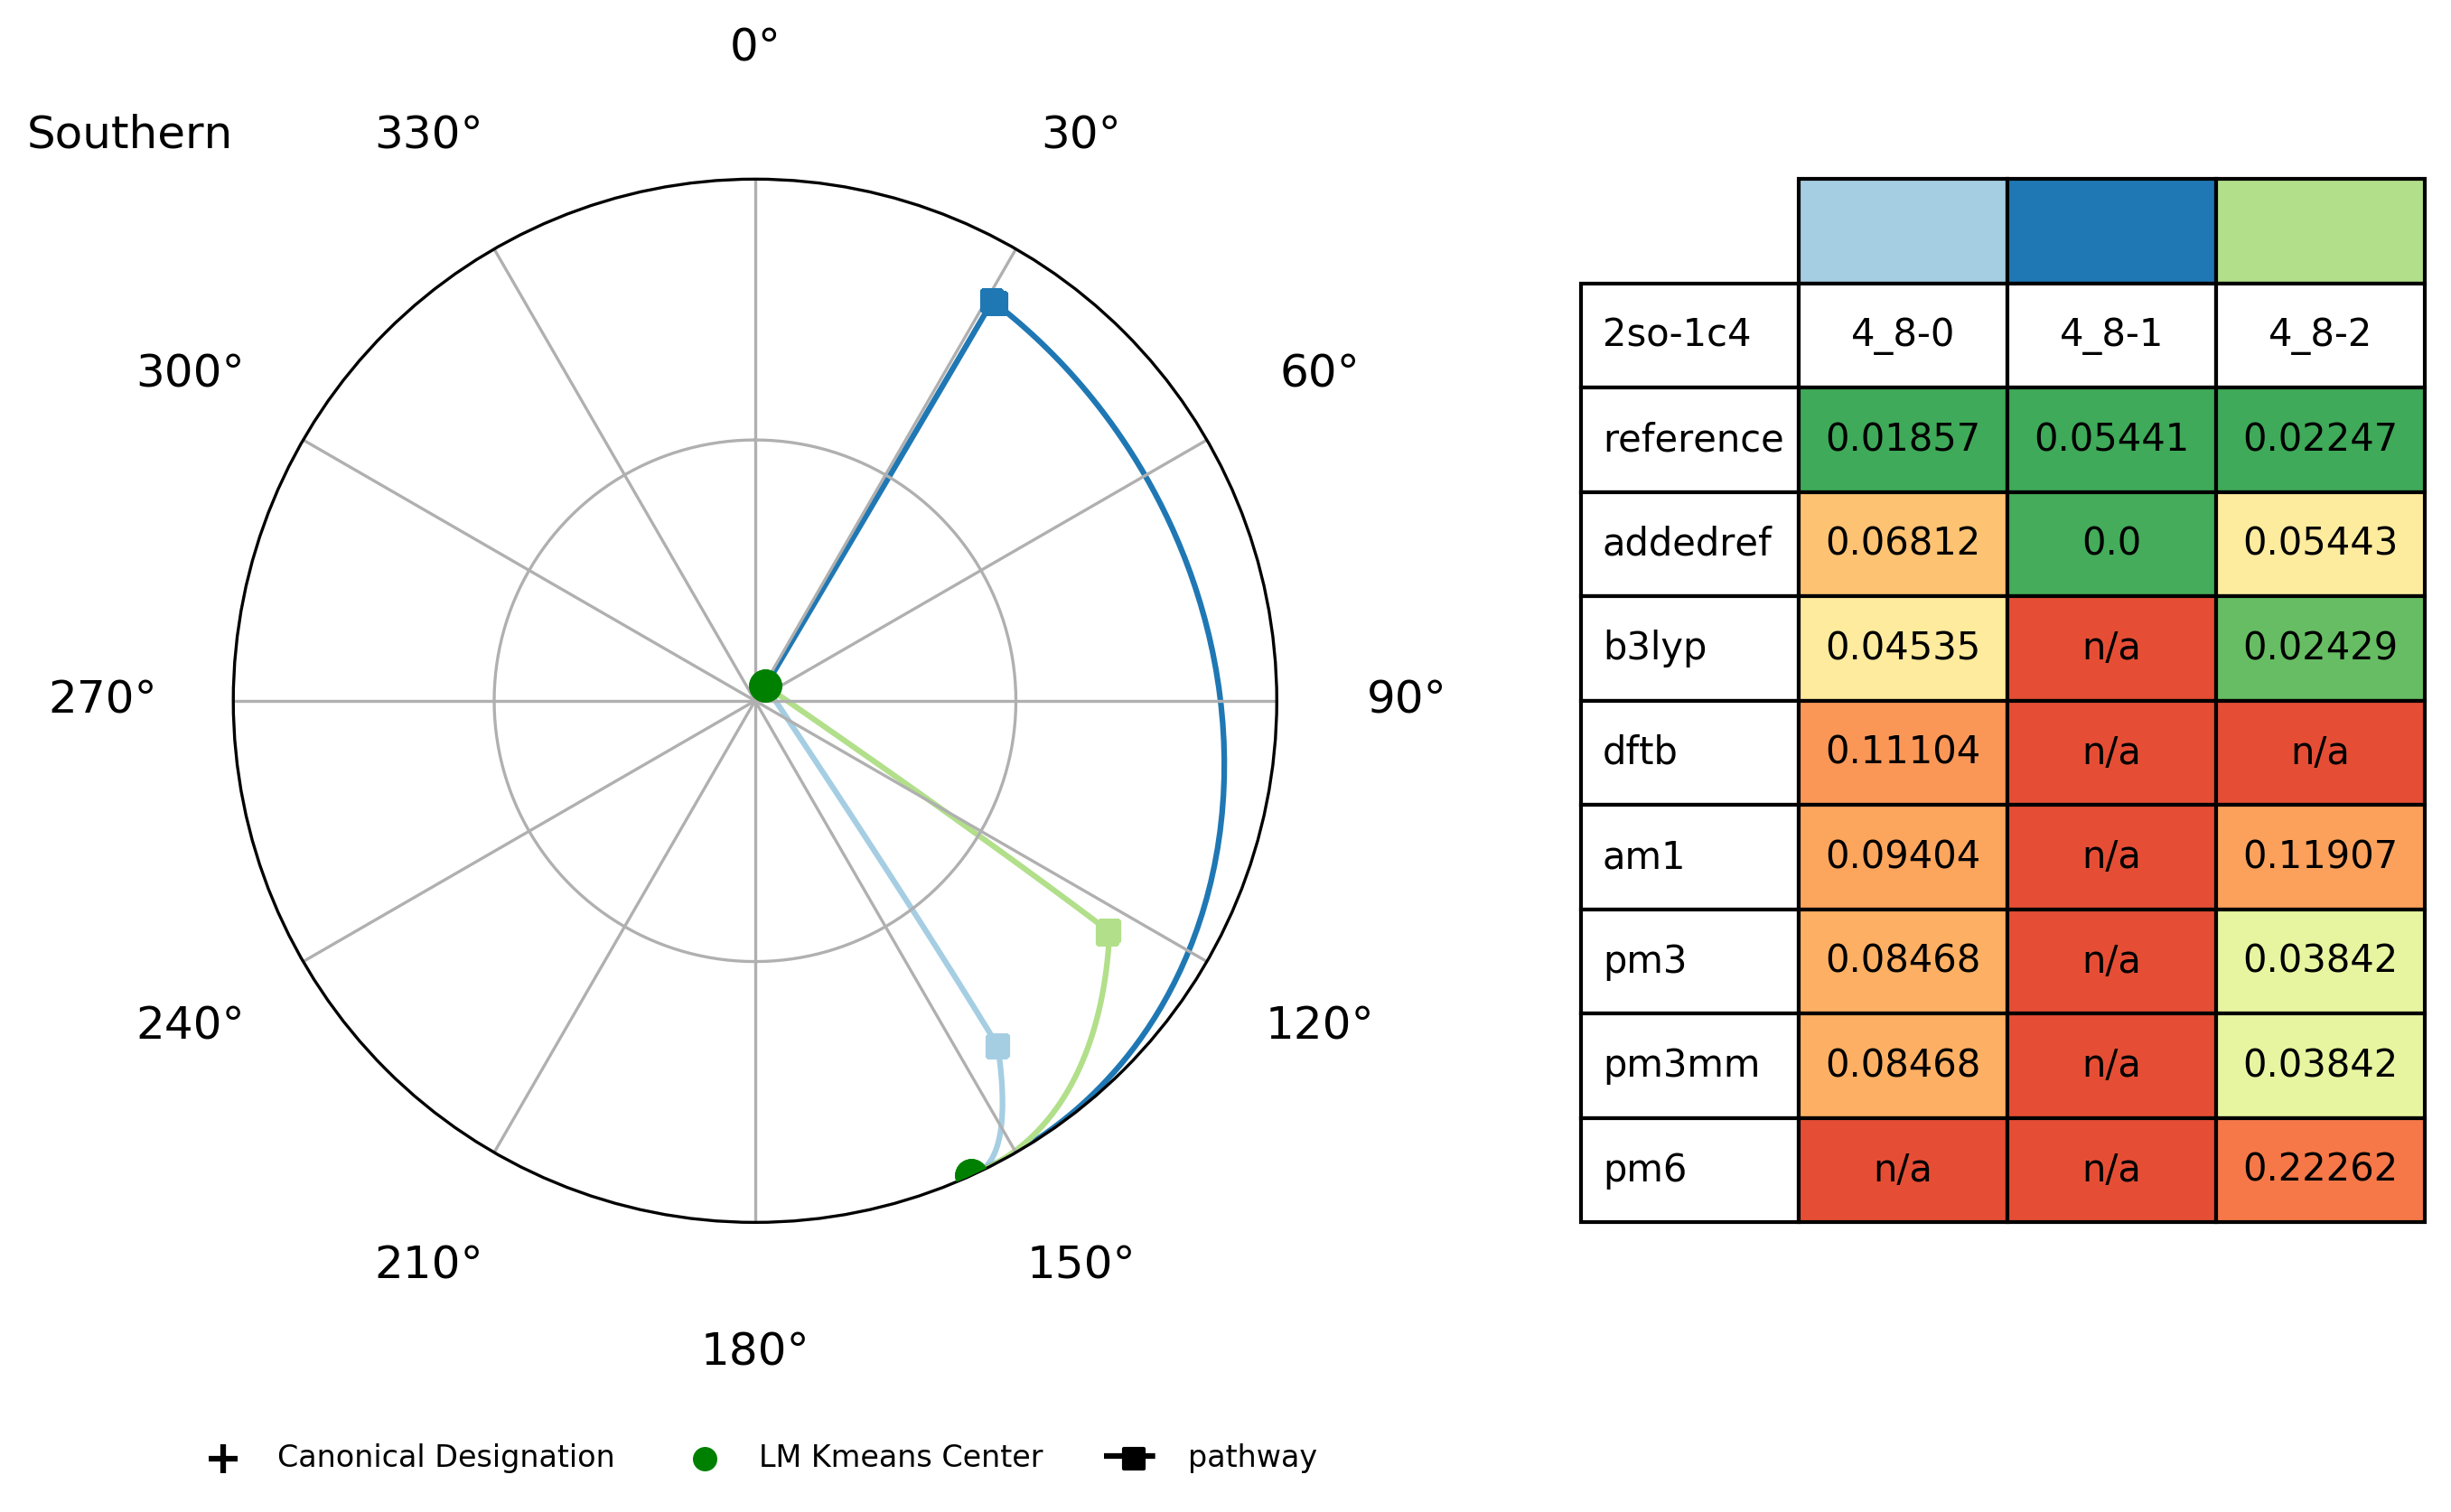 0°
Southern
330°
30°
300°
60°
270°
90°
240°
120°
210°
150°
180°
2so-1c4 4_8-0 4_8-1 4_8-2
reference 0.01857 0.05441 0.02247
addedref 0.06812 0.0 0.05443
b3lyp 0.04535 n/a 0.02429
dftb 0.11104 n/a n/a
am1 0.09404 n/a 0.11907
pm3 0.08468 n/a 0.03842
pm3mm 0.08468 n/a 0.03842
pm6 n/a n/a 0.22262
Canonical Designation LM Kmeans Center pathway